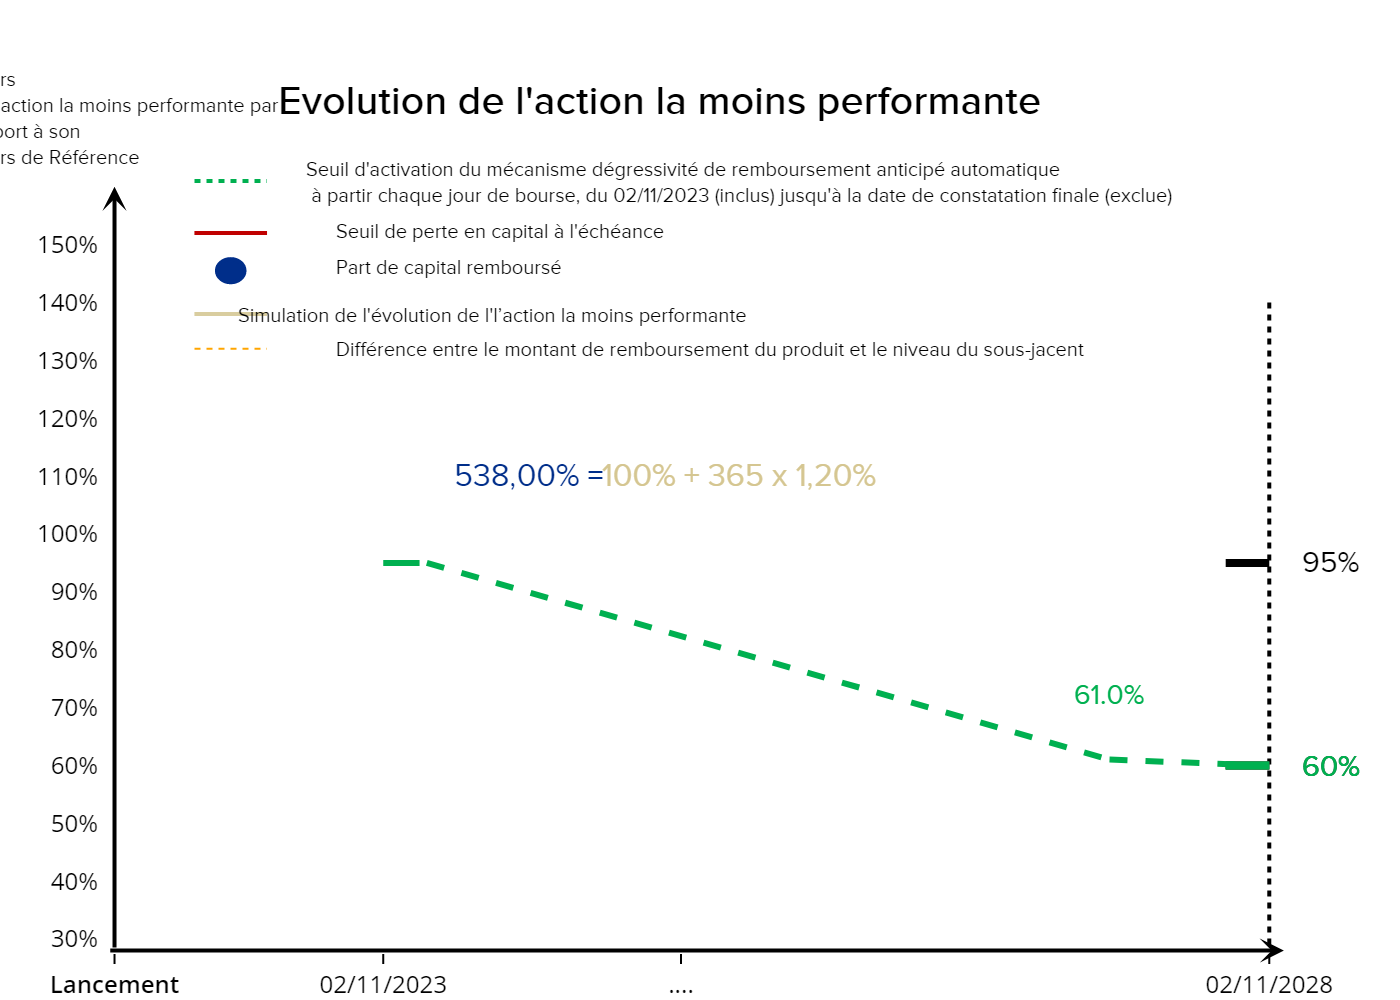 rs
action la moins performante par
port à son
rs de Référence
Evolution de l'action la moins performante
Seuil d'activation du mécanisme dégressivité de remboursement anticipé automatique
à partir chaque jour de bourse, du 02/11/2023 (inclus) jusqu'à la date de constatation finale (exclue)
Seuil de perte en capital à l'échéance
Part de capital remboursé
Simulation de l'évolution de l'l’action la moins performante
Différence entre le montant de remboursement du produit et le niveau du sous-jacent
150%
140%
130%
120%
110%
100%
90%
80%
70%
60%
50%
40%
30%
538,00% =100% + 365 x 1,20%
95%
61.0%
60%
Lancement
02/11/2023
....
02/11/2028